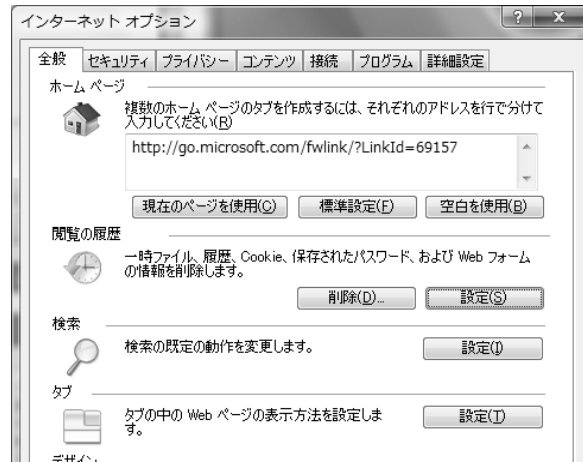 インターネット オプション
? x
全般 セキュリティ プライバシー コンテンツ 接続 プログラム 詳細設定
ホーム ページ
複数のホーム ページのタブを作成するには、それぞれのアドレスを行で分けて
入力してください(R)
http://go.microsoft.com/fwlink/?LinkId=69157
現在のページを使用(C) 標準設定(F) 空白を使用(B)
閲覧の履歴
一時ファイル、履歴、Cookie、保存されたパスワード、および Web フォーム
の情報を削除します。
削除(D)... 設定(S)
検索
検索の既定の動作を変更します。
設定(I)
タブ
タブの中の Web ページの表示方法を設定しま
す。
設定(T)
デザイン